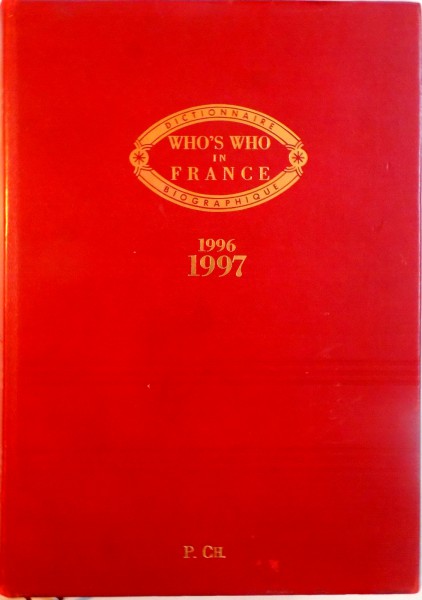 DICTIONNAIRE
WHO'S WHO
IN
FRANCE
BIOGRAPHIQUE
1996
1997
P. CH.